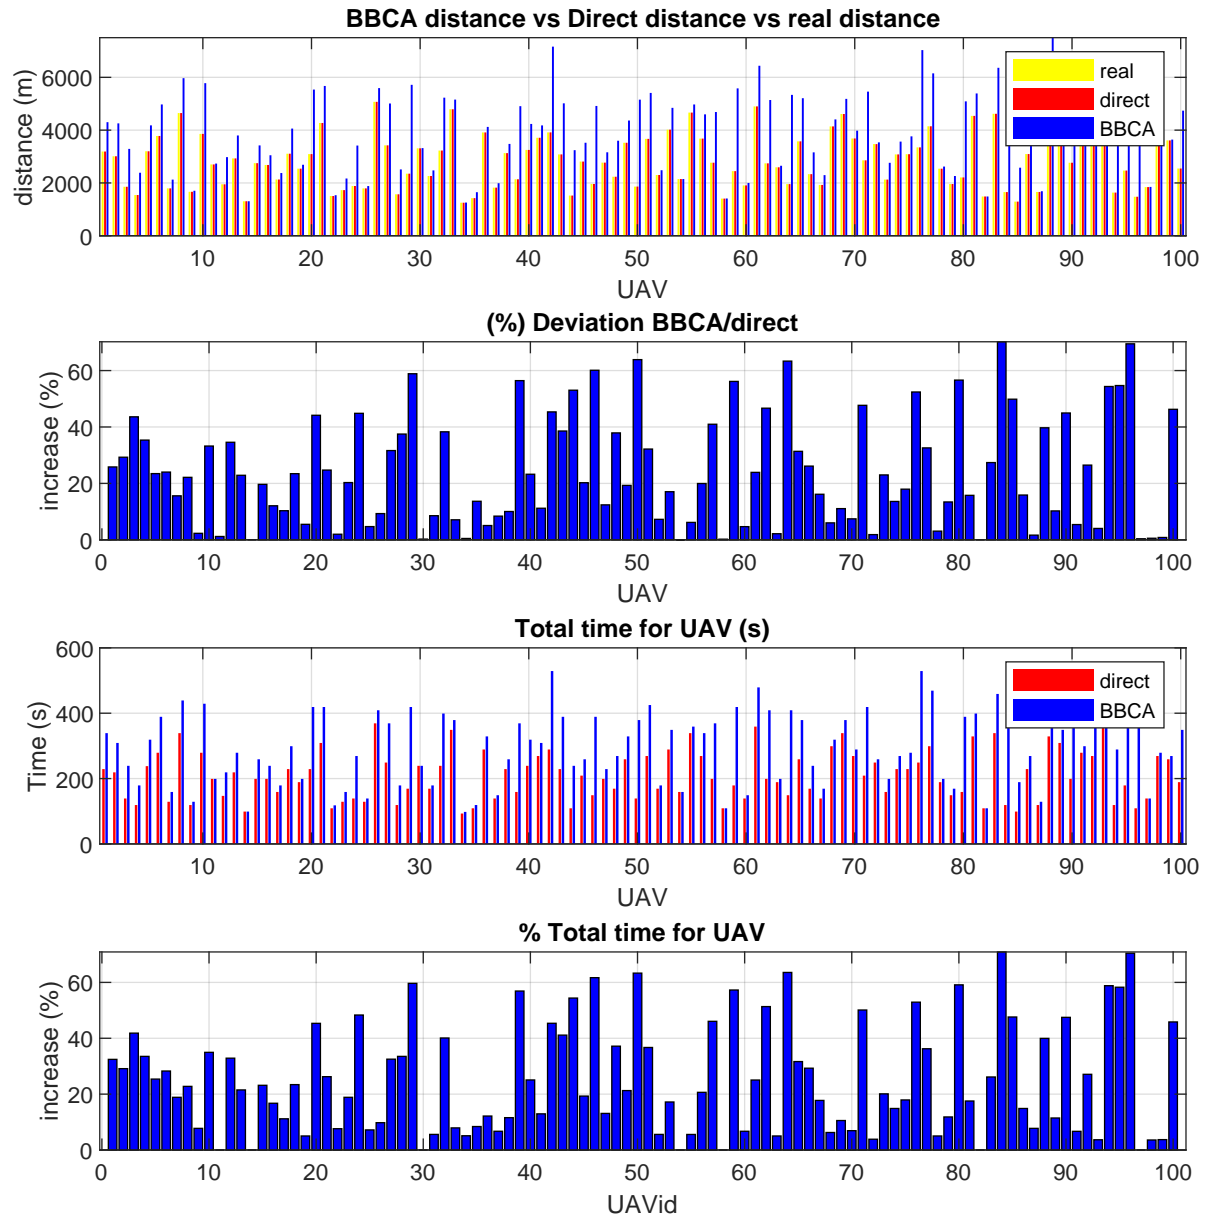 BBCA distance vs Direct distance vs real distance
distance (m)
6000
4000
2000
0
real
direct
BBCA
10 20 30 40 50 60 70 80 90 100
UAV
(%) Deviation BBCA/direct
increase (%)
60
40
20
0
0 10 20 30 40 50 60 70 80 90 100
UAV
Total time for UAV (s)
Time (s)
600
400
200
0
direct
BBCA
10 20 30 40 50 60 70 80 90 100
UAV
% Total time for UAV
increase (%)
60
40
20
0
0 10 20 30 40 50 60 70 80 90 100
UAVid